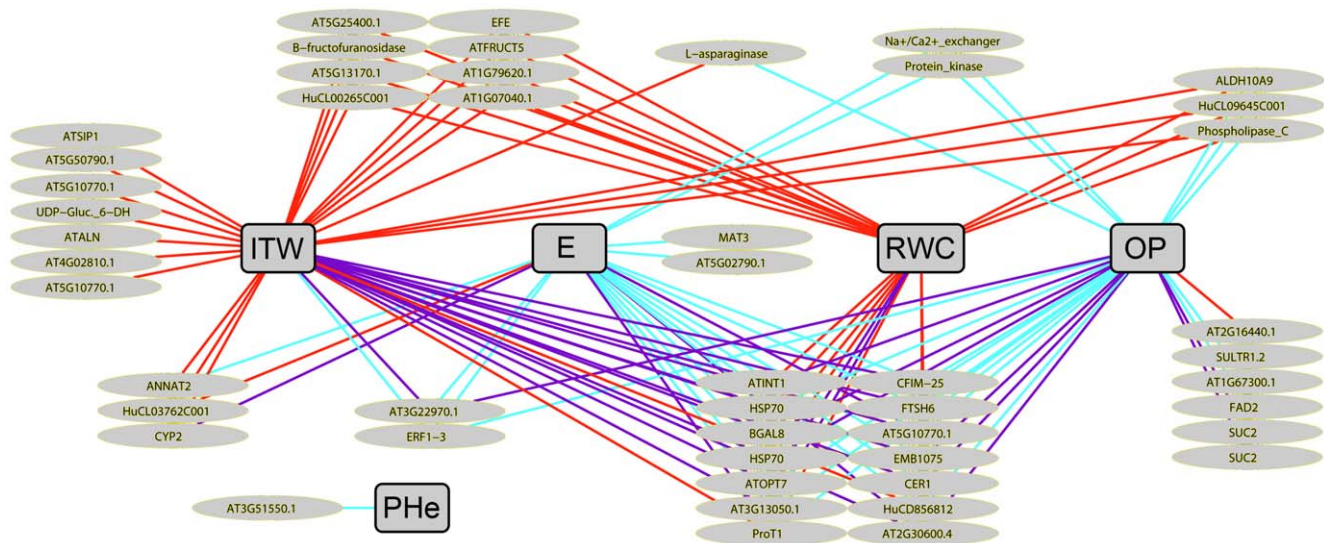 AT5G25400.1
B-fructofuranosidase
AT5G13170.1
HuCL00265C001
EFE
ATFRUCT5
AT1G79620.1
AT1G07040.1
L-asparaginase
Na+/Ca2+_exchanger
Protein_kinase
ALDH10A9
HuCL09645C001
Phospholipase_C
ATSIP1
AT5G50790.1
AT5G10770.1
UDP-Gluc._6-DH
ATALN
AT4G02810.1
AT5G10770.1
ITW
E
MAT3
AT5G02790.1
RWC
OP
ANNAT2
HuCL03762C001
CYP2
AT3G22970.1
ERF1-3
ATINT1
HSP70
BGAL8
HSP70
ATOPT7
AT3G13050.1
ProT1
CFIM-25
FTSH6
AT5G10770.1
EMB1075
CER1
HuCD856812
AT2G30600.4
AT2G16440.1
SULTR1.2
AT1G67300.1
FAD2
SUC2
SUC2
AT3G51550.1
PHe